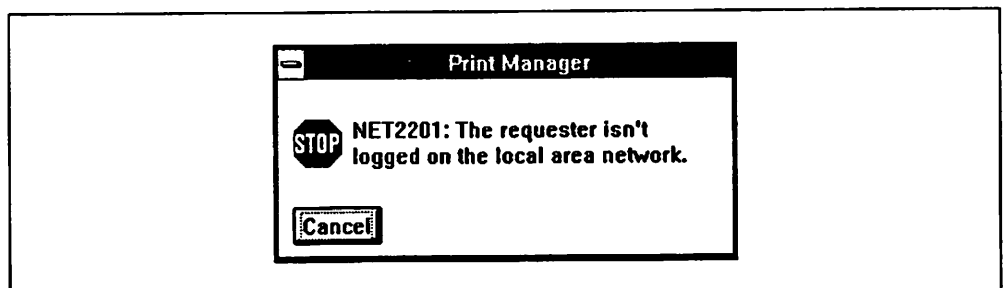 Print Manager
STOP
NET2201: The requester isn't
logged on the local area network.
Cancel